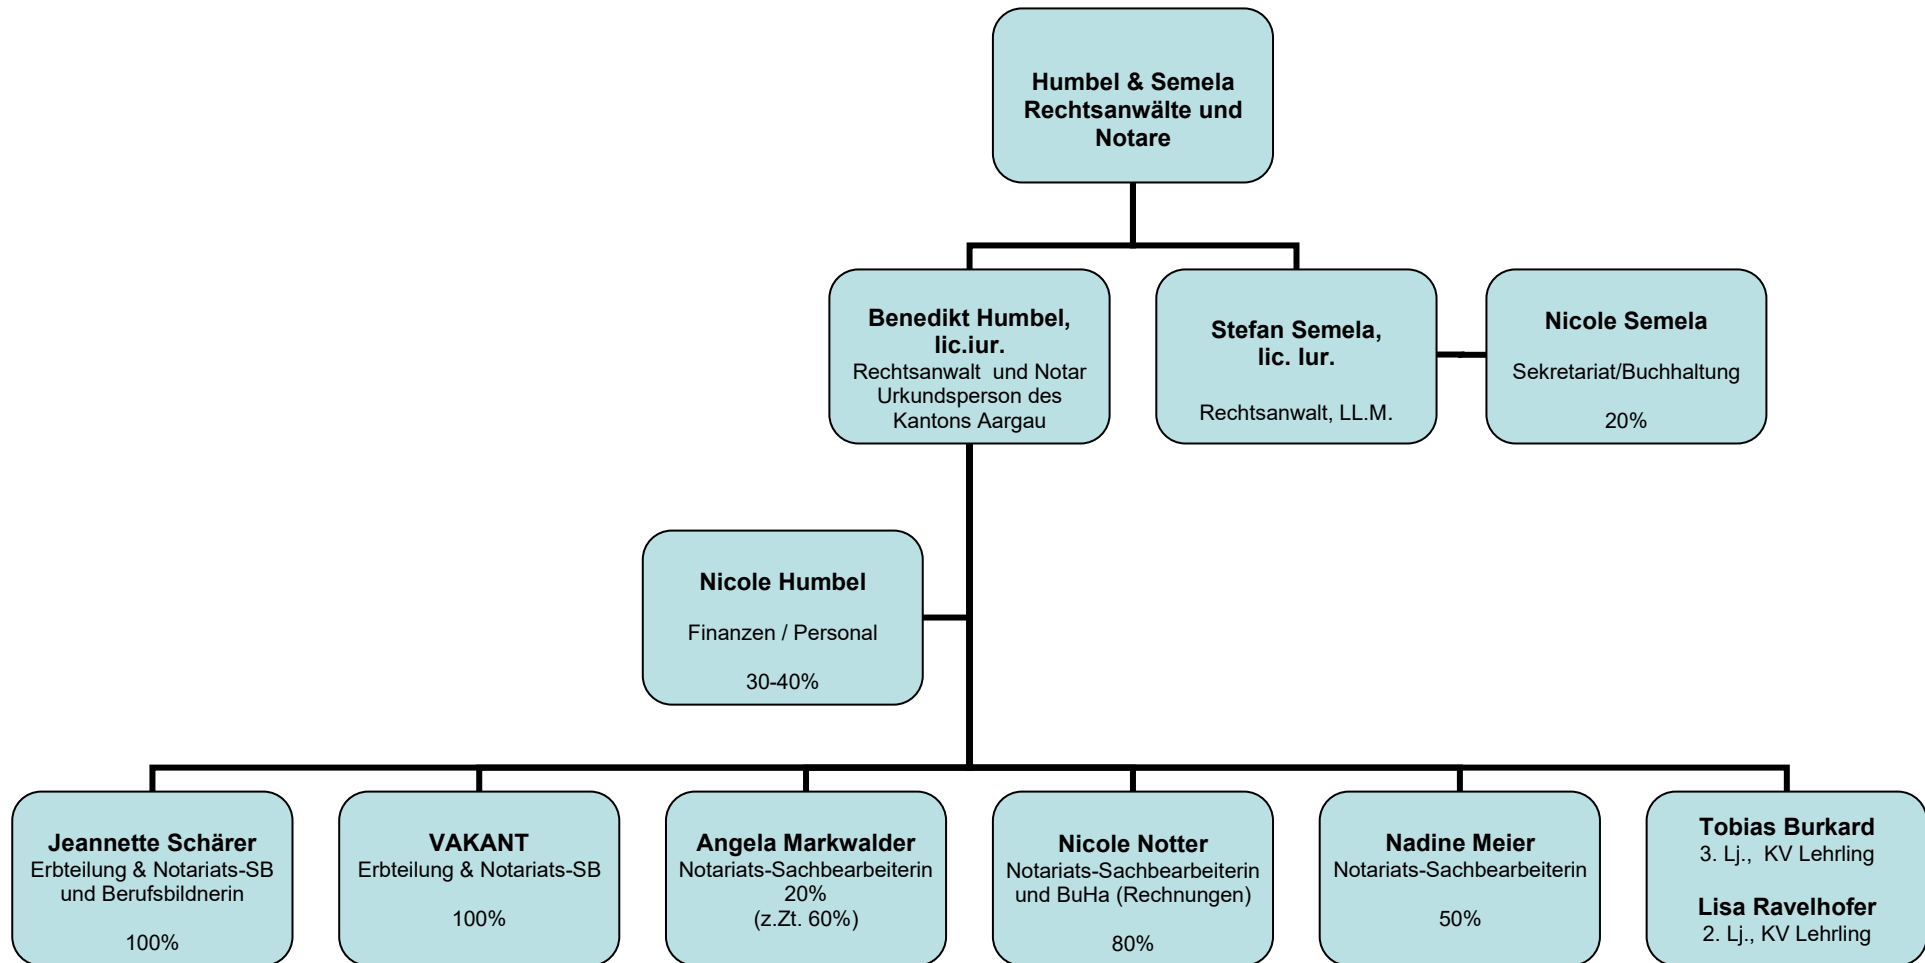 Humbel & Semela
Rechtsanwälte und
Notare
Benedikt Humbel,
lic.iur.
Rechtsanwalt  und Notar
Urkundsperson des
Kantons Aargau
Stefan Semela,
lic. Iur.
Rechtsanwalt, LL.M.
Nicole Semela
Sekretariat/Buchhaltung
20%
Nicole Humbel
Finanzen / Personal
30-40%
Jeannette Schärer
Erbteilung & Notariats-SB
und Berufsbildnerin
100%
VAKANT
Erbteilung & Notariats-SB
100%
Angela Markwalder
Notariats-Sachbearbeiterin
20%
(z.Zt. 60%)
Nicole Notter
Notariats-Sachbearbeiterin
und BuHa (Rechnungen)
80%
Nadine Meier
Notariats-Sachbearbeiterin
50%
Tobias Burkard
3. Lj.,  KV Lehrling
Lisa Ravelhofer
2. Lj., KV Lehrling